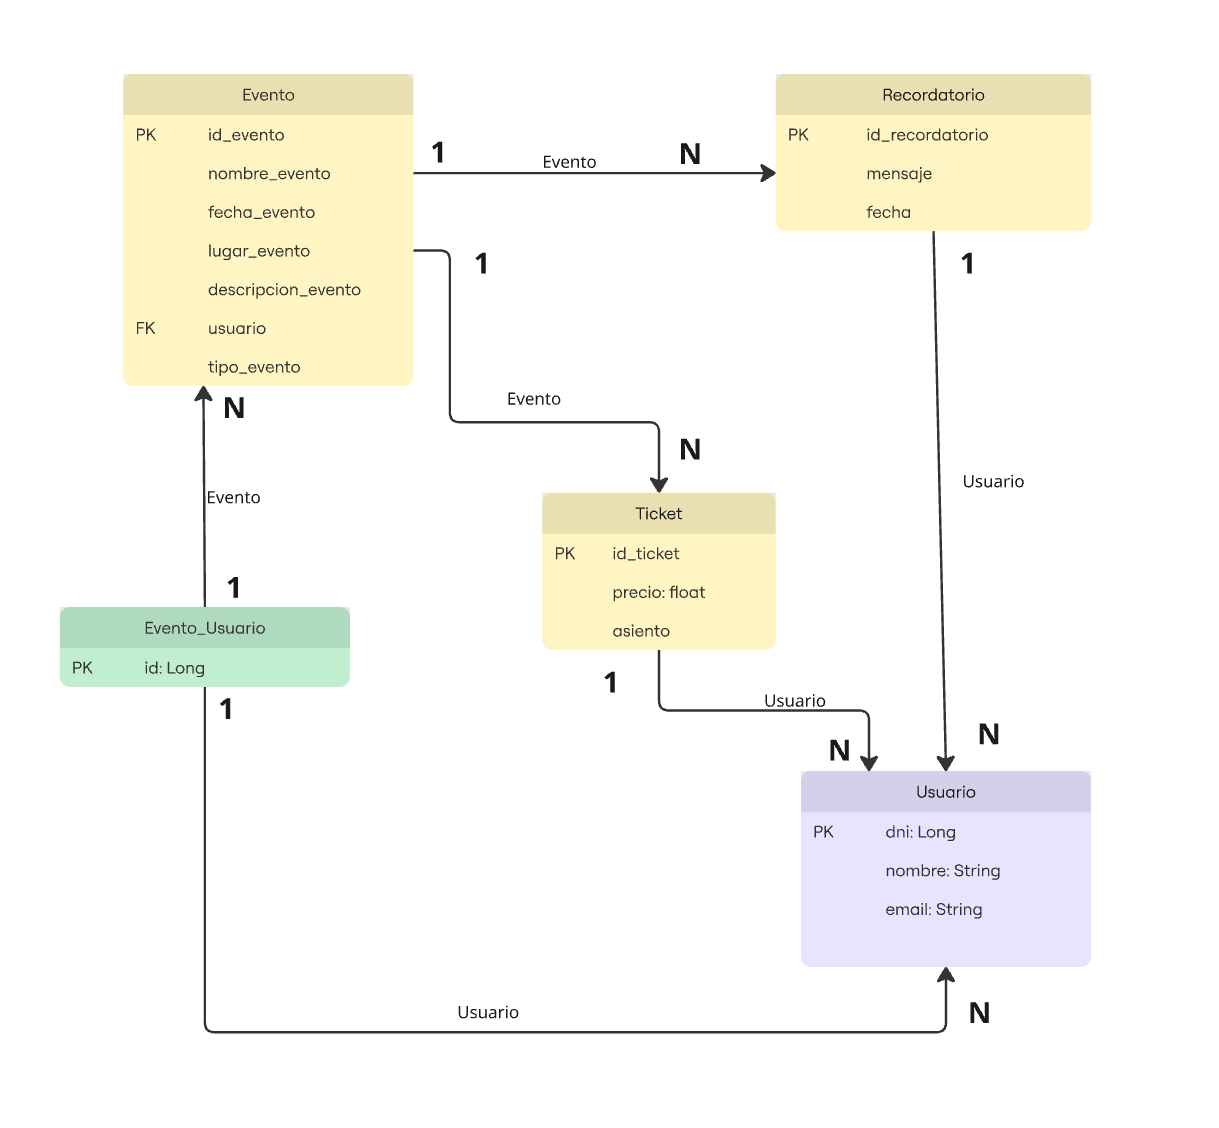 Evento
PK id_evento
nombre_evento
fecha_evento
lugar_evento
descripcion_evento
FK usuario
tipo_evento
1 Evento N
Recordatorio
PK id_recordatorio
mensaje
fecha
1
Evento
N
1
Usuario
N
N
Evento
1
Ticket
PK id_ticket
precio: float
asiento
Evento_Usuario
PK id: Long
1
1
Usuario
N
Usuario
PK dni: Long
nombre: String
email: String
Usuario
N